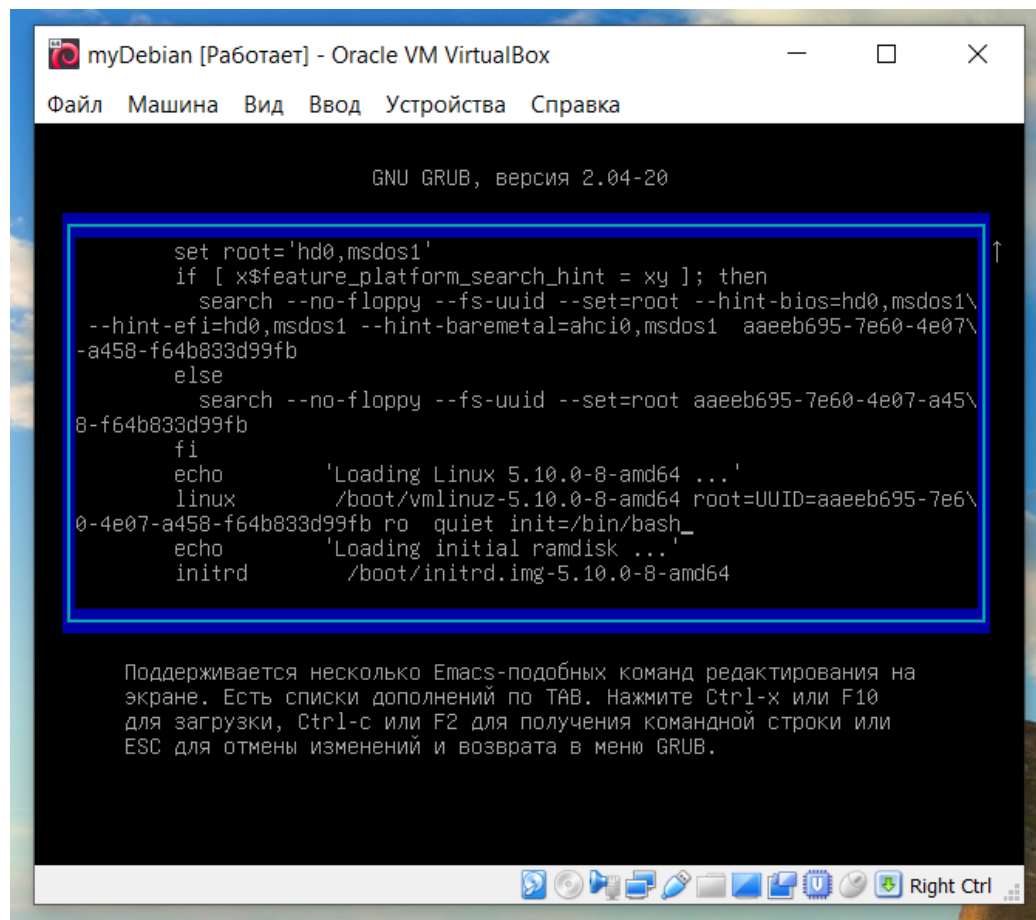 myDebian [Работает] - Oracle VM VirtualBox
Файл Машина Вид Ввод Устройства Справка
GNU GRUB, версия 2.04-20
set root='hd0,msdos1'
if [ x$feature_platform_search_hint = xy ]; then
search --no-floppy --fs-uuid --set=root --hint-bios=hd0,msdos1\
--hint-efi=hd0,msdos1 --hint-baremetal=ahci0,msdos1  aaeeb695-7e60-4e07\
-a458-f64b833d99fb
else
search --no-floppy --fs-uuid --set=root aaeeb695-7e60-4e07-a45\
8-f64b833d99fb
fi
echo 'Loading Linux 5.10.0-8-amd64 ...'
linux /boot/vmlinuz-5.10.0-8-amd64 root=UUID=aaeeb695-7e6\
0-4e07-a458-f64b833d99fb ro  quiet init=/bin/bash_
echo 'Loading initial ramdisk ...'
initrd /boot/initrd.img-5.10.0-8-amd64
Поддерживается несколько Emacs-подобных команд редактирования на
экране. Есть списки дополнений по TAB. Нажмите Ctrl-x или F10
для загрузки, Ctrl-c или F2 для получения командной строки или
ESC для отмены изменений и возврата в меню GRUB.
Right Ctrl